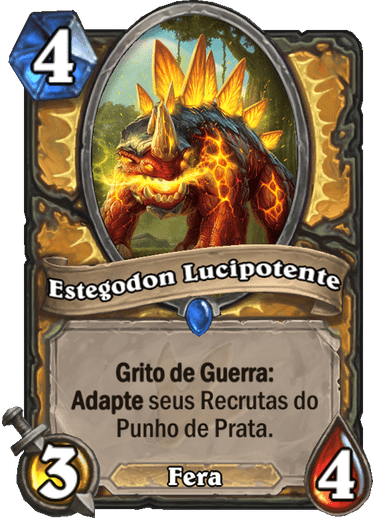 4
Estegodon Lucipotente
Grito de Guerra:
Adapte seus Recrutas do
Punho de Prata.
3
Fera
4